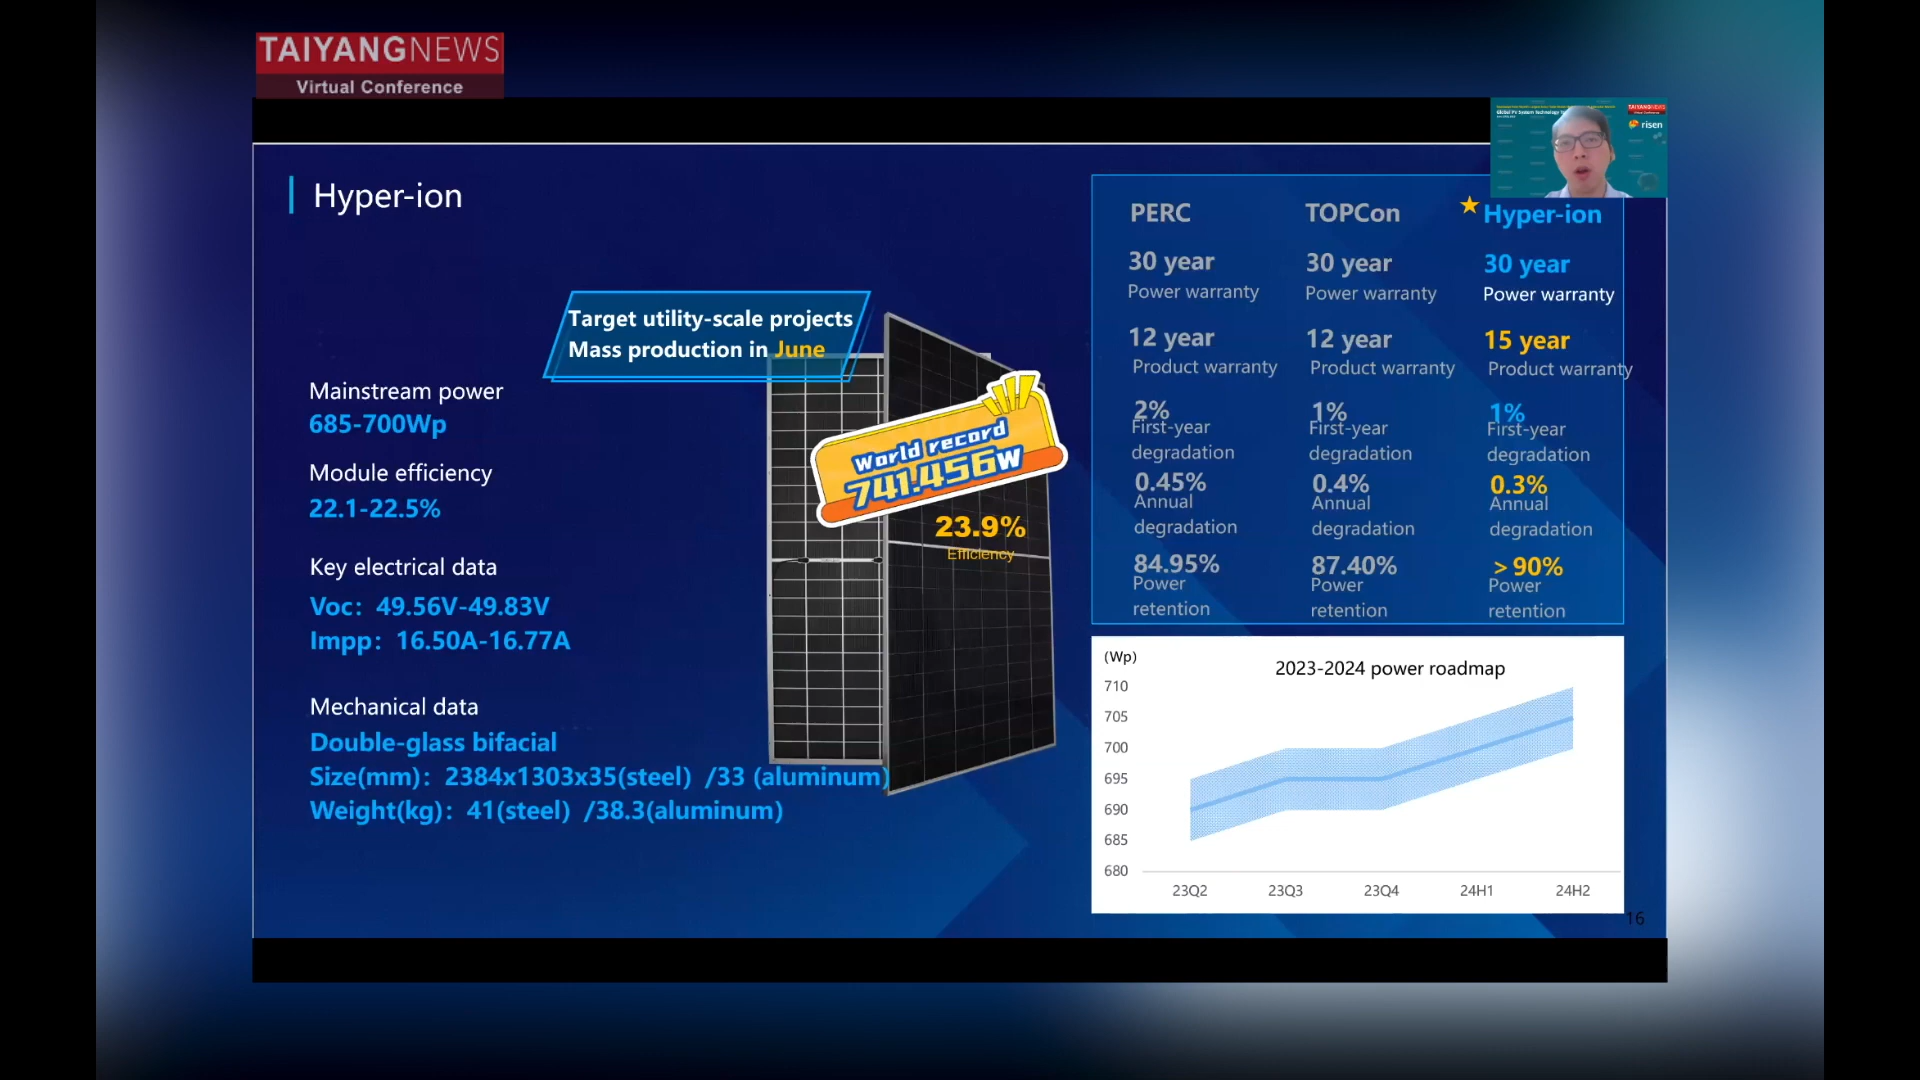 TAIYANGNEWS
Virtual Conference
TAIYANGNEWS
risen
Hyper-ion
Target utility-scale projects
Mass production in June
Mainstream power
685-700Wp
Module efficiency
22.1-22.5%
Key electrical data
Voc： 49.56V-49.83V
Impp： 16.50A-16.77A
Mechanical data
Double-glass bifacial
Size(mm)： 2384x1303x35(steel) /33 (aluminum)
Weight(kg)： 41(steel) /38.3(aluminum)
World record
741.456W
23.9%
Efficiency
PERC TOPCon Hyper-ion
30 year 30 year 30 year
Power warranty Power warranty Power warranty
12 year 12 year 15 year
Product warranty Product warranty Product warranty
2% 1% 1%
First-year First-year First-year
degradation degradation degradation
0.45% 0.4% 0.3%
Annual Annual Annual
degradation degradation degradation
84.95% 87.40% ＞90%
Power Power Power
retention retention retention
(Wp)
2023-2024 power roadmap
710
705
700
695
690
685
680
23Q2 23Q3 23Q4 24H1 24H2
16